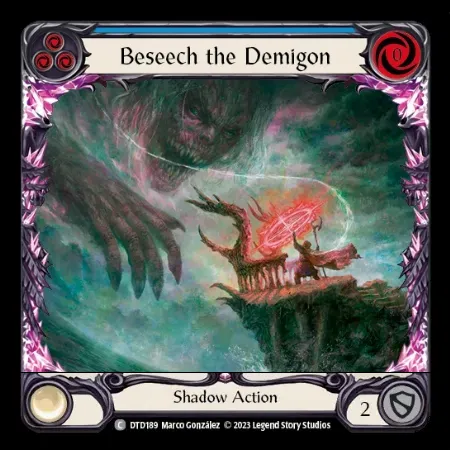 Beseech the Demigon
0
Shadow Action
2
C DTD189 Marco González © 2023 Legend Story Studios